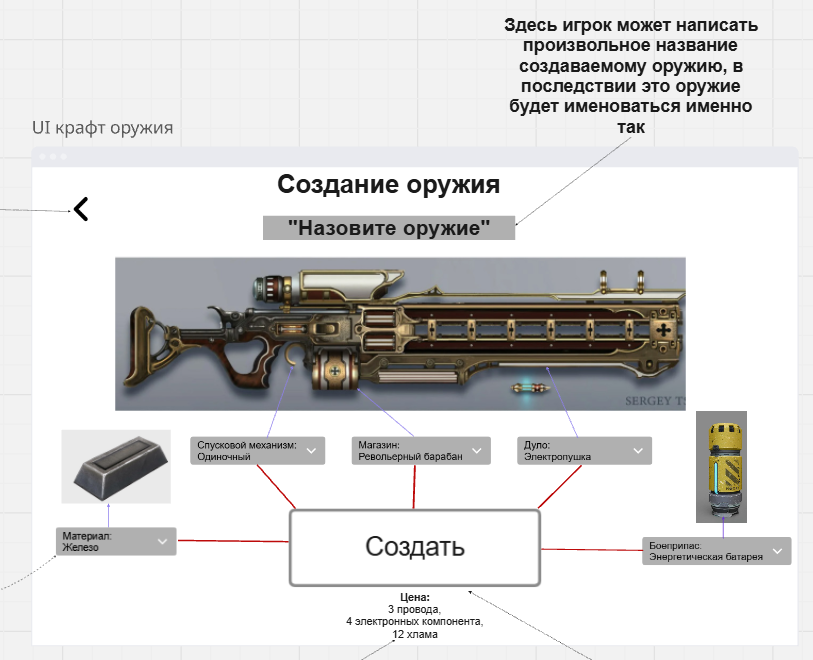 Здесь игрок может написать
произвольное название
создаваемому оружию, в
последствии это оружие
будет именоваться именно
так
UI крафт оружия
Создание оружия
"Назовите оружие"
SERGEY TS
Спусковой механизм:
Одиночный
Магазин:
Револьерный барабан
Дуло:
Электропушка
Материал:
Железо
Создать
Боеприпас:
Энергетическая батарея
Цена:
3 провода,
4 электронных компонента,
12 хлама